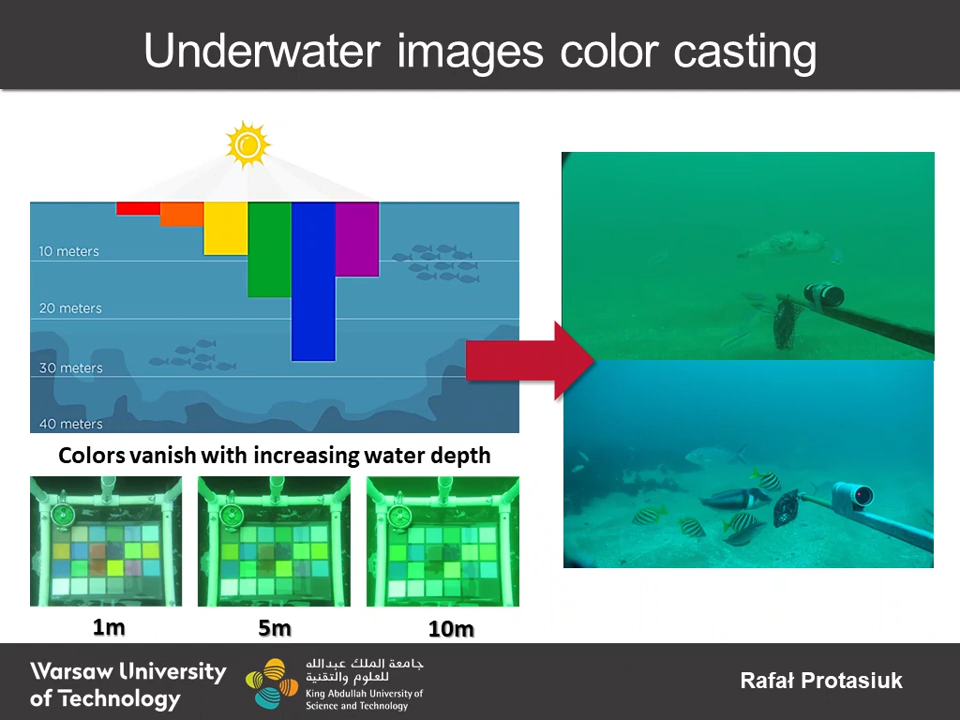 Underwater images color casting
10 meters
20 meters
30 meters
40 meters
Colors vanish with increasing water depth
1m
5m
10m
Warsaw University
of Technology
جامعة الملك عبدالله
للعلوم والتقنية
King Abdullah University of
Science and Technology
Rafał Protasiuk